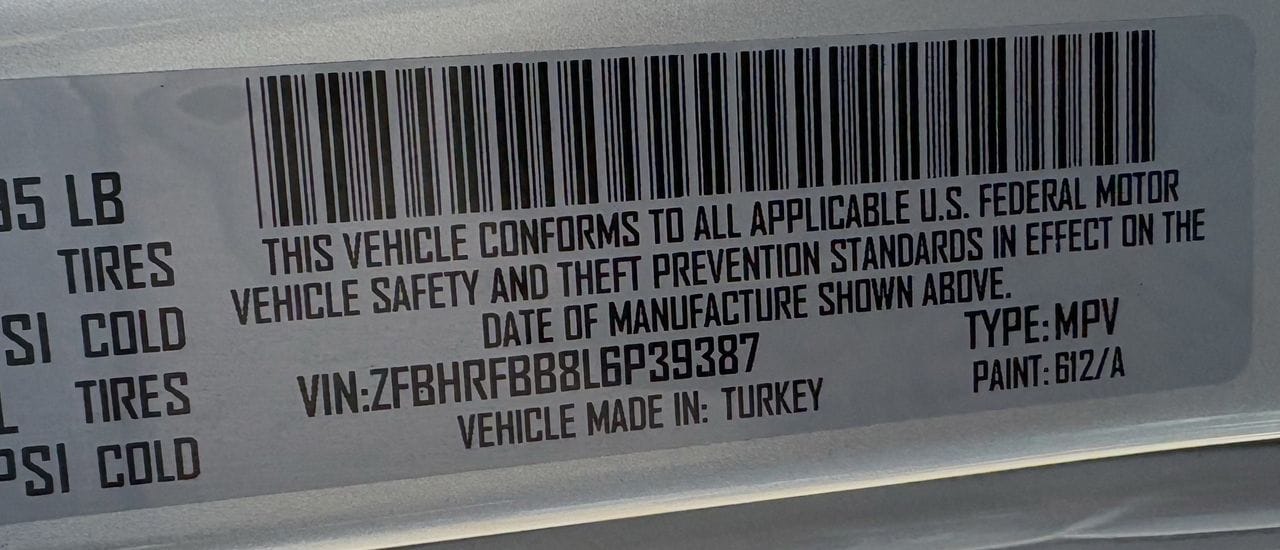 95 LB
TIRES
SI COLD
TIRES
PSI COLD
THIS VEHICLE CONFORMS TO ALL APPLICABLE U.S. FEDERAL MOTOR
VEHICLE SAFETY AND THEFT PREVENTION STANDARDS IN EFFECT ON THE
DATE OF MANUFACTURE SHOWN ABOVE.
VIN:ZFBHRFBB8L6P39387
TYPE:MPV
VEHICLE MADE IN: TURKEY
PAINT: 612/A